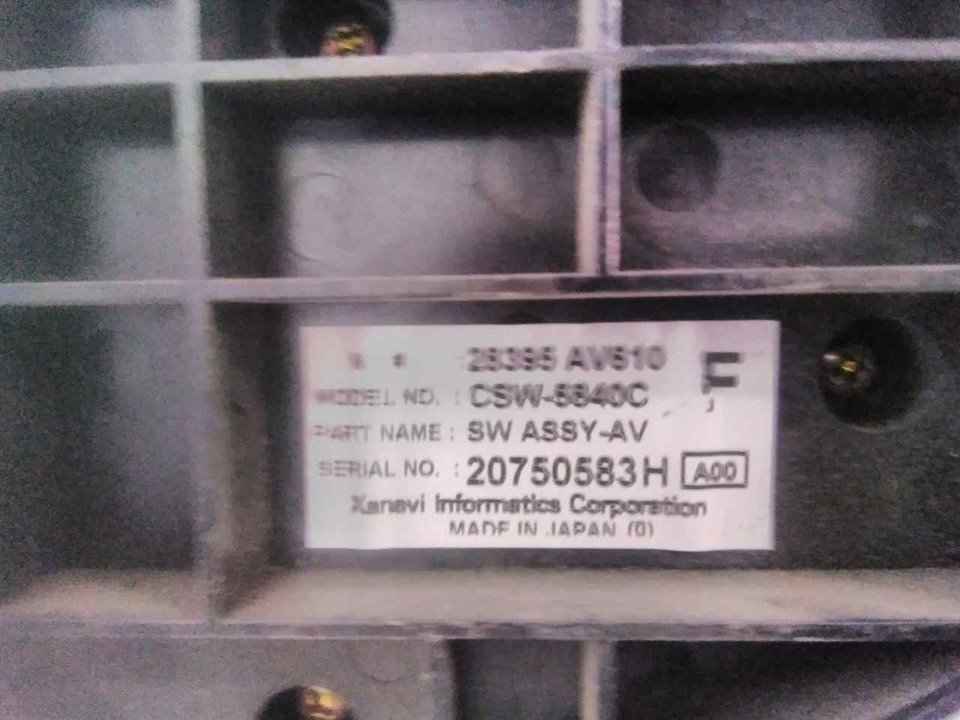 28395 AV610
F
MODEL NO. : CSW-5840C
PART NAME : SW ASSY-AV
SERIAL NO. : 20750583H A00
Xanavi Informatics Corporation
MADE IN JAPAN (0)